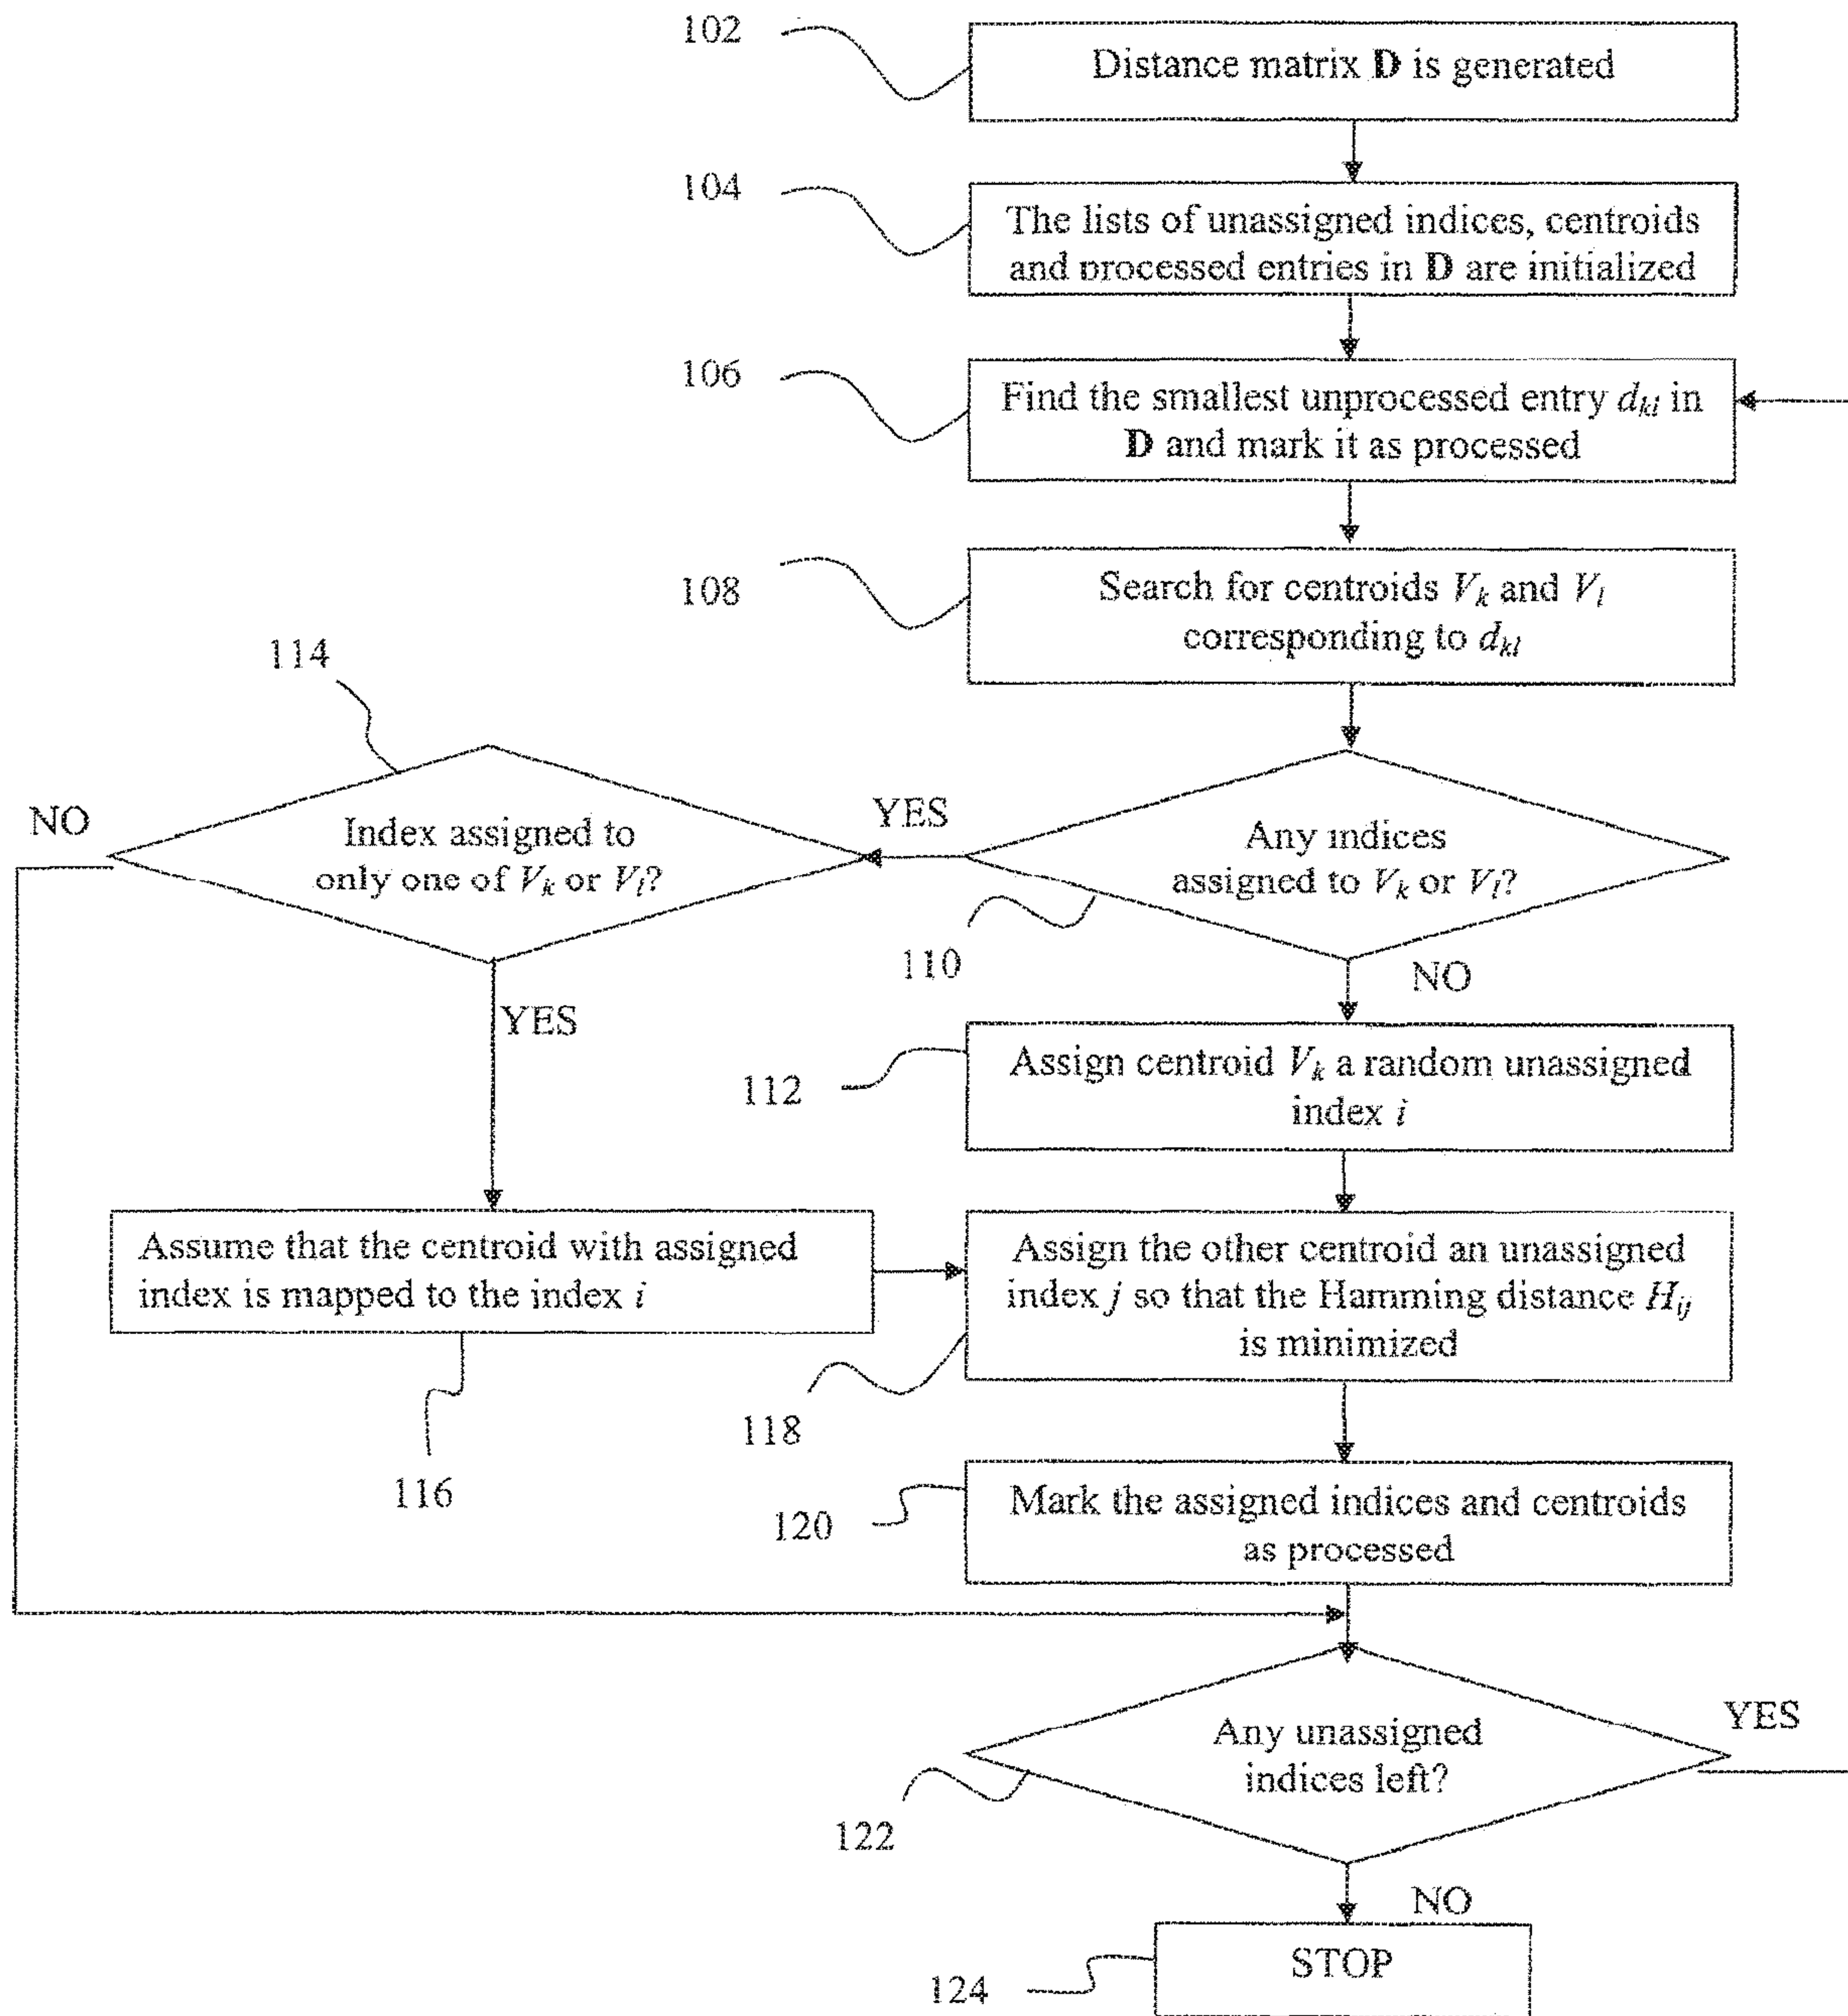 102
Distance matrix D is generated
104
The lists of unassigned indices, centroids
and processed entries in D are initialized
106
Find the smallest unprocessed entry dkl in
D and mark it as processed
108
Search for centroids Vk and Vl
corresponding to dkl
114
NO
Index assigned to
only one of Vk or Vl?
YES
Any indices
assigned to Vk or Vl?
110
NO
YES
112
Assign centroid Vk a random unassigned
index i
Assume that the centroid with assigned
index is mapped to the index i
116
Assign the other centroid an unassigned
index j so that the Hamming distance Hij
is minimized
118
120
Mark the assigned indices and centroids
as processed
Any unassigned
indices left?
YES
122
NO
124
STOP